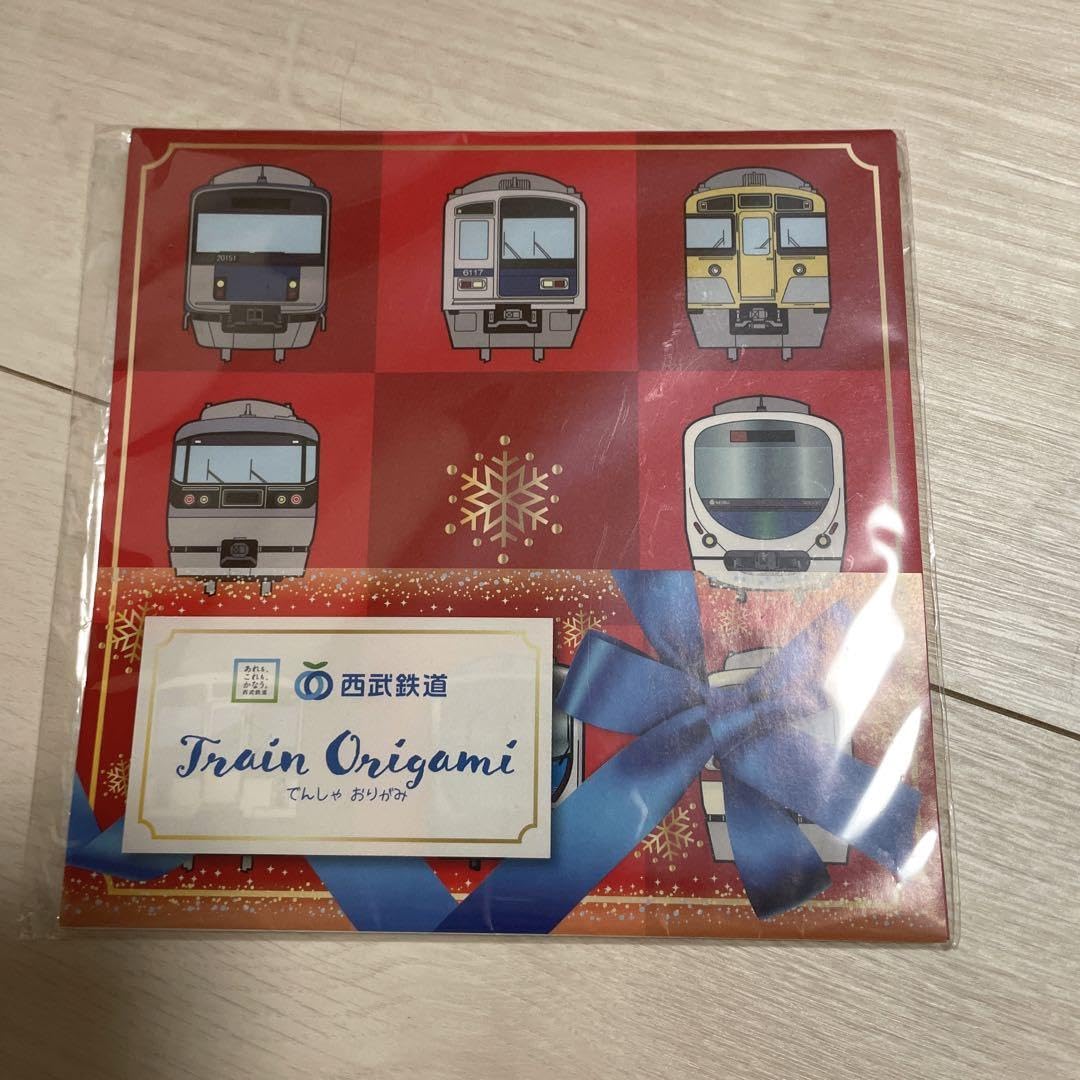 20151
6117
あれも、
これも、
かなう。
西武鉄道
西武鉄道
Train Origami
でんしゃ おりがみ